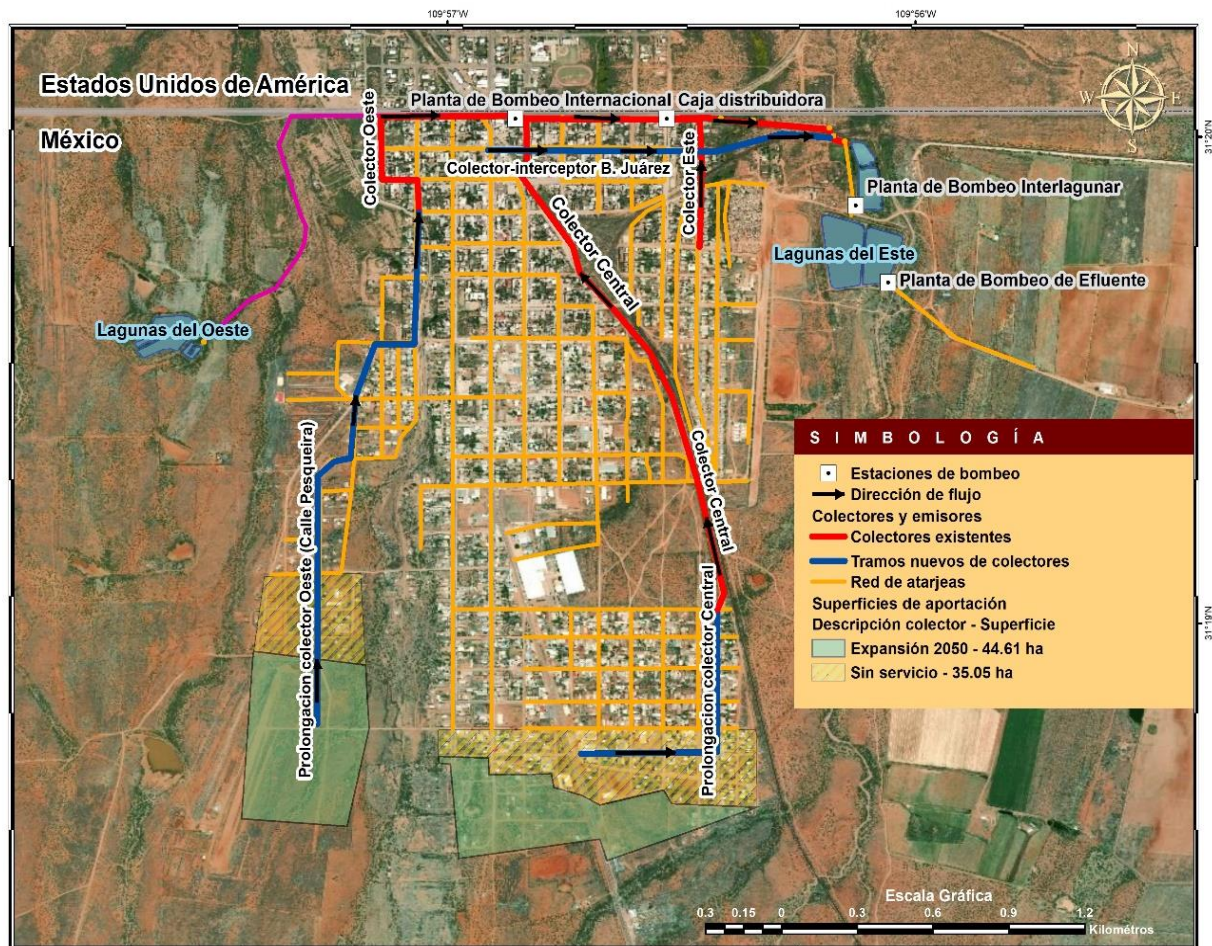 109°57'W
109°56'W
Estados Unidos de América
México
N
W
E
S
Planta de Bombeo Internacional
Caja distribuidora
31°20'N
Colector Oeste
Colector-interceptor B. Juárez
Colector Este
Colector Central
Planta de Bombeo Interlagunar
Lagunas del Este
Planta de Bombeo de Efluente
Lagunas del Oeste
Prolongación colector Oeste (Calle Pesqueira)
Colector Central
Prolongacion colector Central
SIMBOLOGÍA
Estaciones de bombeo
Dirección de flujo
Colectores y emisores
Colectores existentes
Tramos nuevos de colectores
Red de atarjeas
Superficies de aportación
Descripción colector - Superficie
Expansión 2050 - 44.61 ha
Sin servicio - 35.05 ha
31°19'N
Escala Gráfica
0.3 0.15 0 0.3 0.6 0.9 1.2
Kilométros